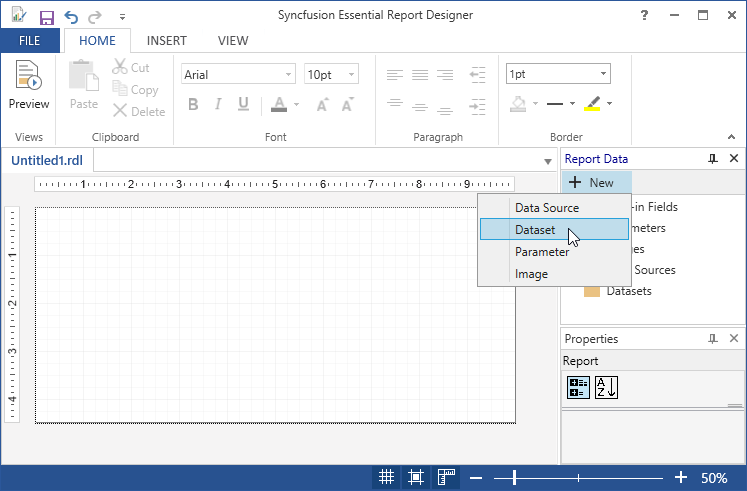 Syncfusion Essential Report Designer
?
FILE HOME INSERT VIEW
Preview
Views
Paste
Cut
Copy
Delete
Clipboard
Arial 10pt
B I U A A A
Font
Paragraph
1pt
Border
Untitled1.rdl
1 2 3 4 5 6 7 8 9
1
2
3
4
Report Data
New
Data Source
Dataset
Parameter
Image
-in Fields
meters
es
Sources
Datasets
Properties
Report
A
Z
50%